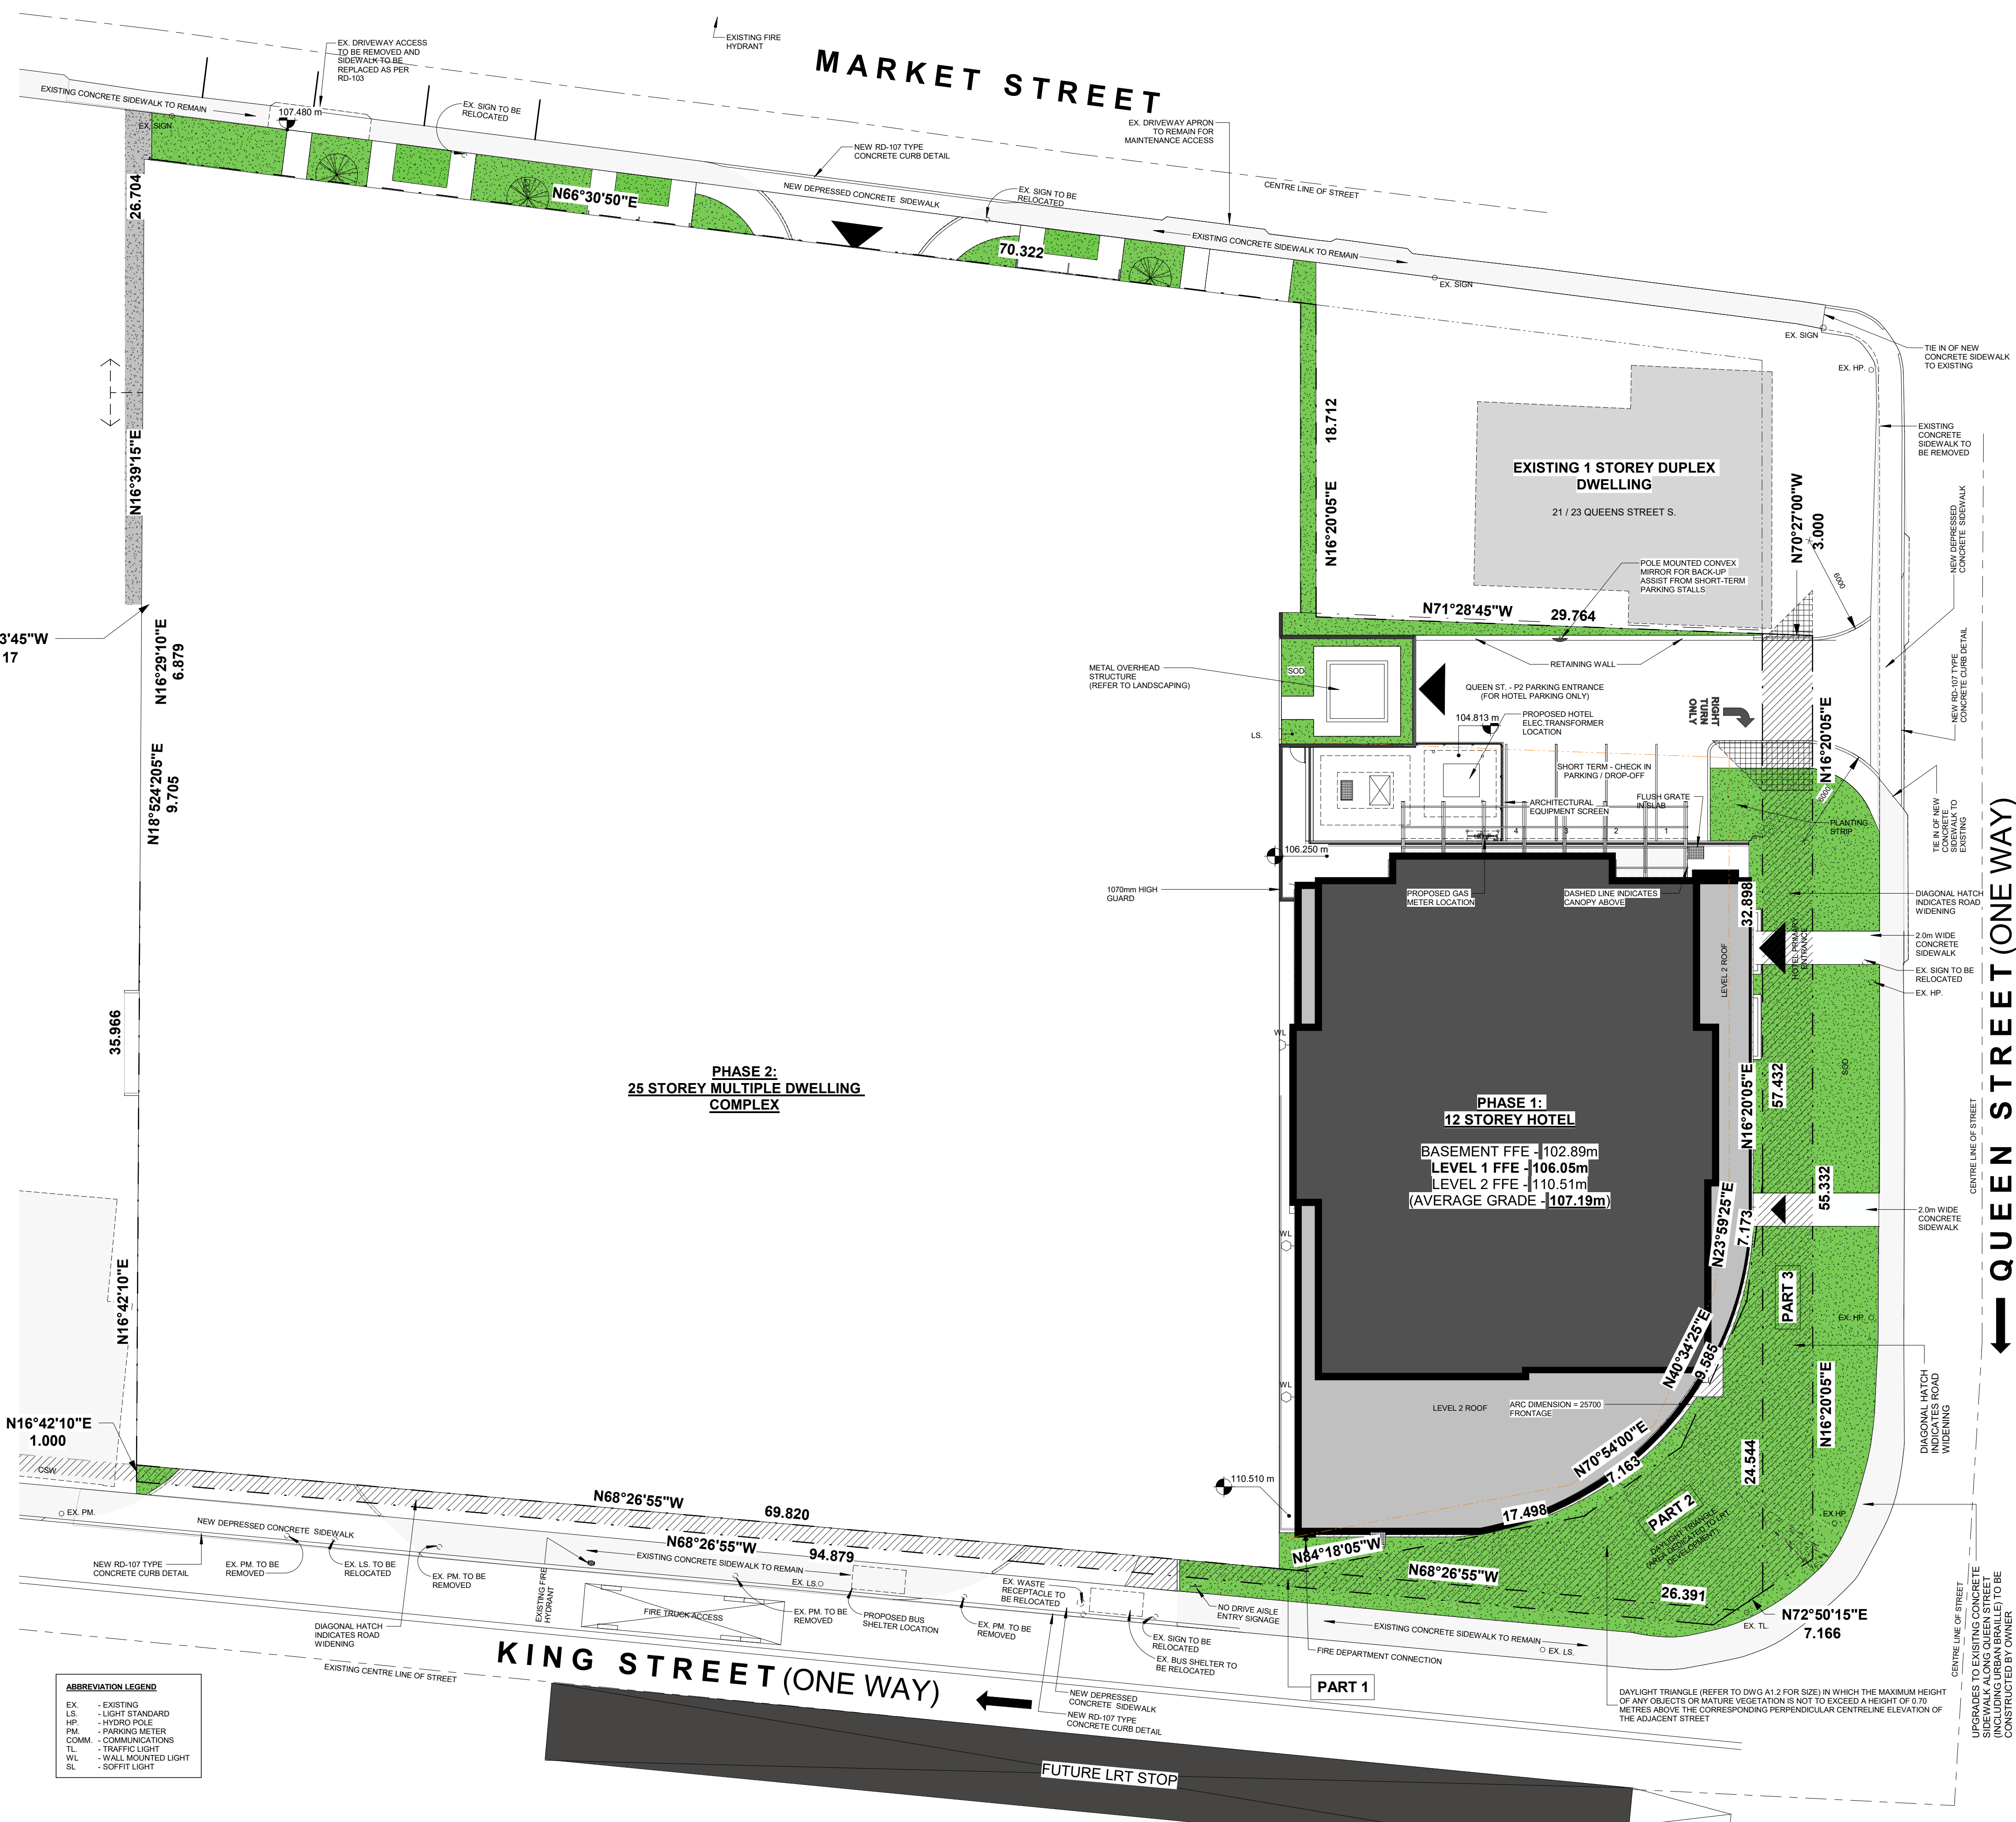 EXISTING FIRE
HYDRANT
MARKET STREET
EX. DRIVEWAY ACCESS
TO BE REMOVED AND
SIDEWALK TO BE
REPLACED AS PER
RD-103
EXISTING CONCRETE SIDEWALK TO REMAIN
EX. SIGN
107.480 m
EX. SIGN TO BE
RELOCATED
NEW RD-107 TYPE
CONCRETE CURB DETAIL
EX. DRIVEWAY APRON
TO REMAIN FOR
MAINTENANCE ACCESS
CENTRE LINE OF STREET
NEW DEPRESSED CONCRETE SIDEWALK
EX. SIGN TO BE
RELOCATED
EXISTING CONCRETE SIDEWALK TO REMAIN
EX. SIGN
EX. SIGN
EX. HP.
TIE IN OF NEW
CONCRETE SIDEWALK
TO EXISTING
N66°30'50"E
70.322
26.704
N16°39'15"E
18.712
N16°20'05"E
EXISTING 1 STOREY DUPLEX
DWELLING
21 / 23 QUEENS STREET S.
EXISTING
CONCRETE
SIDEWALK TO
BE REMOVED
N70°27'00"W
3.000
6000
NEW DEPRESSED
CONCRETE SIDEWALK
POLE MOUNTED CONVEX
MIRROR FOR BACK-UP
ASSIST FROM SHORT-TERM
PARKING STALLS
N71°28'45"W
29.764
3'45"W
17
N16°29'10"E
6.879
RETAINING WALL
METAL OVERHEAD
STRUCTURE
(REFER TO LANDSCAPING)
SOD
QUEEN ST. - P2 PARKING ENTRANCE
(FOR HOTEL PARKING ONLY)
RIGHT
TURN
ONLY
N16°20'05"E
NEW RD-107 TYPE
CONCRETE CURB DETAIL
104.813 m
PROPOSED HOTEL
ELEC.TRANSFORMER
LOCATION
LS.
N18°524'205"E
9.705
SHORT TERM - CHECK IN
PARKING / DROP-OFF
FLUSH GRATE
IN SLAB
ARCHITECTURAL
EQUIPMENT SCREEN
4
3
2
1
6000
PLANTING
STRIP
TIE IN OF NEW
CONCRETE
SIDEWALK TO
EXISTING
106.250 m
1070mm HIGH
GUARD
PROPOSED GAS
METER LOCATION
DASHED LINE INDICATES
CANOPY ABOVE
32.898
DIAGONAL HATCH
INDICATES ROAD
WIDENING
2.0m WIDE
CONCRETE
SIDEWALK
LEVEL 2 ROOF
HOTEL PRIMARY
ENTRANCE
EX. SIGN TO BE
RELOCATED
EX. HP.
QUEEN STREET (ONE WAY)
CENTRE LINE OF STREET
35.966
WL
SOD
PHASE 2:
25 STOREY MULTIPLE DWELLING
COMPLEX
PHASE 1:
12 STOREY HOTEL
BASEMENT FFE - 102.89m
LEVEL 1 FFE - 106.05m
LEVEL 2 FFE - 110.51m
(AVERAGE GRADE - 107.19m)
N16°20'05"E
57.432
55.332
2.0m WIDE
CONCRETE
SIDEWALK
N23°59'25"E
7.173
WL
PART 3
EX. HP.
N16°42'10"E
N40°34'25"E
9.585
WL
DIAGONAL HATCH
INDICATES ROAD
WIDENING
N16°20'05"E
LEVEL 2 ROOF
ARC DIMENSION = 25700
FRONTAGE
N16°42'10"E
1.000
N70°54'00"E
7.163
24.544
CSW
110.510 m
N68°26'55"W
69.820
17.498
PART 2
DAYLIGHT TRIANGLE
(AREA DEDICATED TO LRT
DEVELOPMENT).
EX.HP.
EX. PM.
NEW DEPRESSED CONCRETE SIDEWALK
N68°26'55"W
94.879
EXISTING CONCRETE SIDEWALK TO REMAIN
N84°18'05"W
N68°26'55"W
26.391
NEW RD-107 TYPE
CONCRETE CURB DETAIL
EX. PM. TO BE
REMOVED
EX. LS. TO BE
RELOCATED
EX. PM. TO BE
REMOVED
EXISTING FIRE
HYDRANT
EX. LS.
EX. WASTE
RECEPTACLE TO
BE RELOCATED
NO DRIVE AISLE
ENTRY SIGNAGE
N72°50'15"E
7.166
EX. TL.
DIAGONAL HATCH
INDICATES ROAD
WIDENING
FIRE TRUCK ACCESS
EX. PM. TO BE
REMOVED
PROPOSED BUS
SHELTER LOCATION
EX. PM. TO BE
REMOVED
EX. SIGN TO BE
RELOCATED
EX. BUS SHELTER TO
BE RELOCATED
EXISTING CONCRETE SIDEWALK TO REMAIN
EX. LS.
FIRE DEPARTMENT CONNECTION
CENTRE LINE OF STREET
UPGRADES TO EXISITNG CONCRETE
SIDEWALK ALONG QUEEN STREET
(INCLUDING URBAN BRAILLE) TO BE
CONSTRUCTED BY OWNER
EXISTING CENTRE LINE OF STREET
KING STREET (ONE WAY)
PART 1
NEW DEPRESSED
CONCRETE SIDEWALK
NEW RD-107 TYPE
CONCRETE CURB DETAIL
DAYLIGHT TRIANGLE (REFER TO DWG A1.2 FOR SIZE) IN WHICH THE MAXIMUM HEIGHT
OF ANY OBJECTS OR MATURE VEGETATION IS NOT TO EXCEED A HEIGHT OF 0.70
METRES ABOVE THE CORRESPONDING PERPENDICULAR CENTRELINE ELEVATION OF
THE ADJACENT STREET
ABBREVIATION LEGEND
EX. - EXISTING
LS. - LIGHT STANDARD
HP. - HYDRO POLE
PM. - PARKING METER
COMM. - COMMUNICATIONS
TL. - TRAFFIC LIGHT
WL - WALL MOUNTED LIGHT
SL - SOFFIT LIGHT
FUTURE LRT STOP